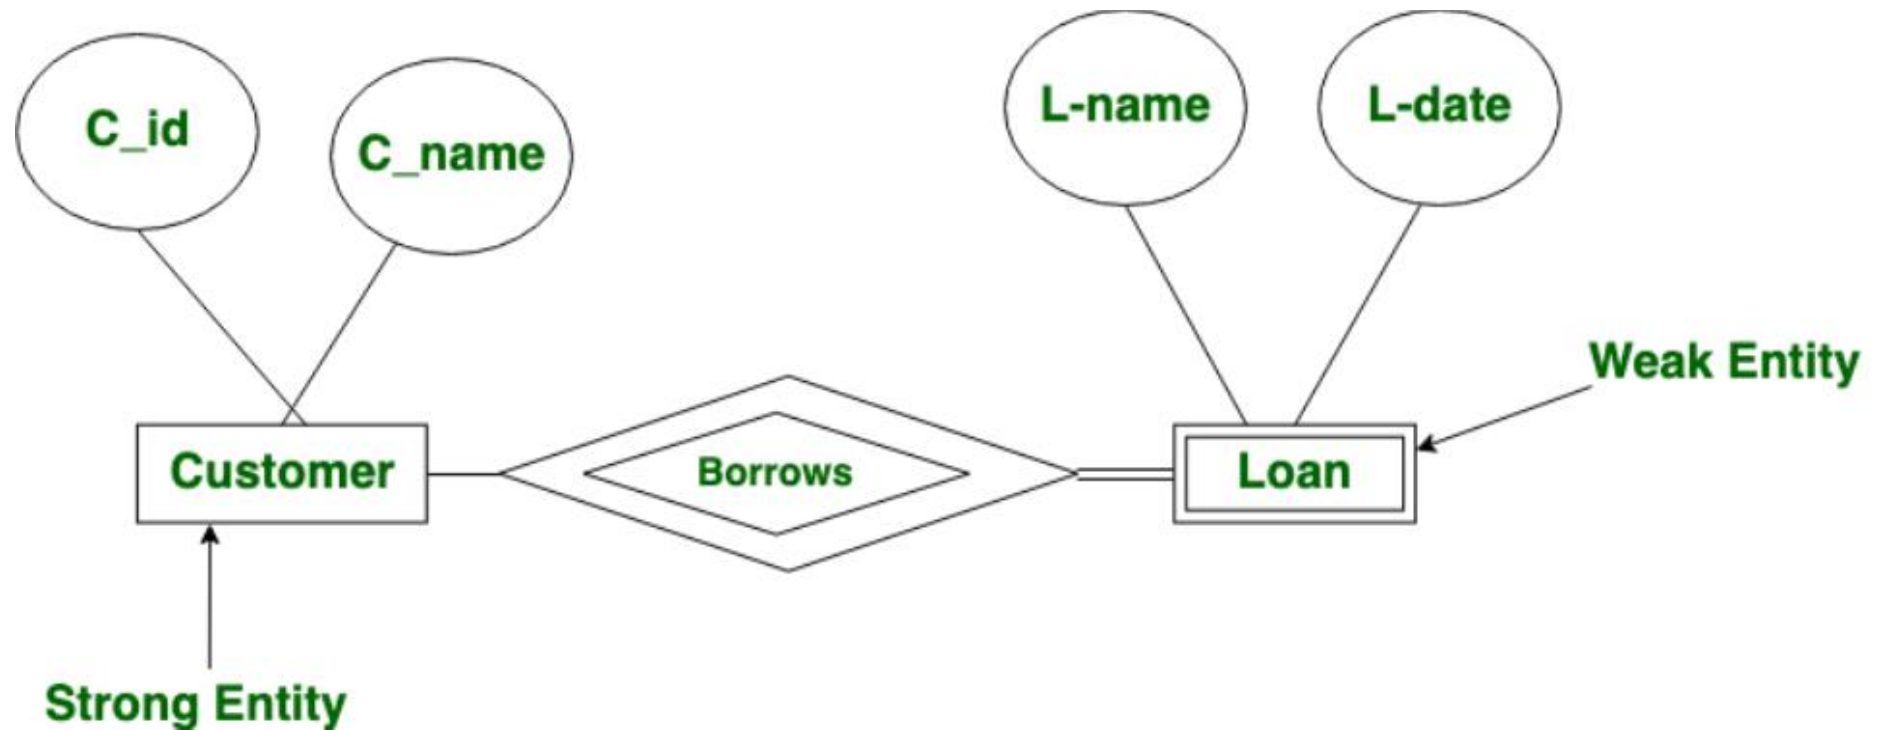 C_id
C_name
L-name
L-date
Weak Entity
Customer
Borrows
Loan
Strong Entity